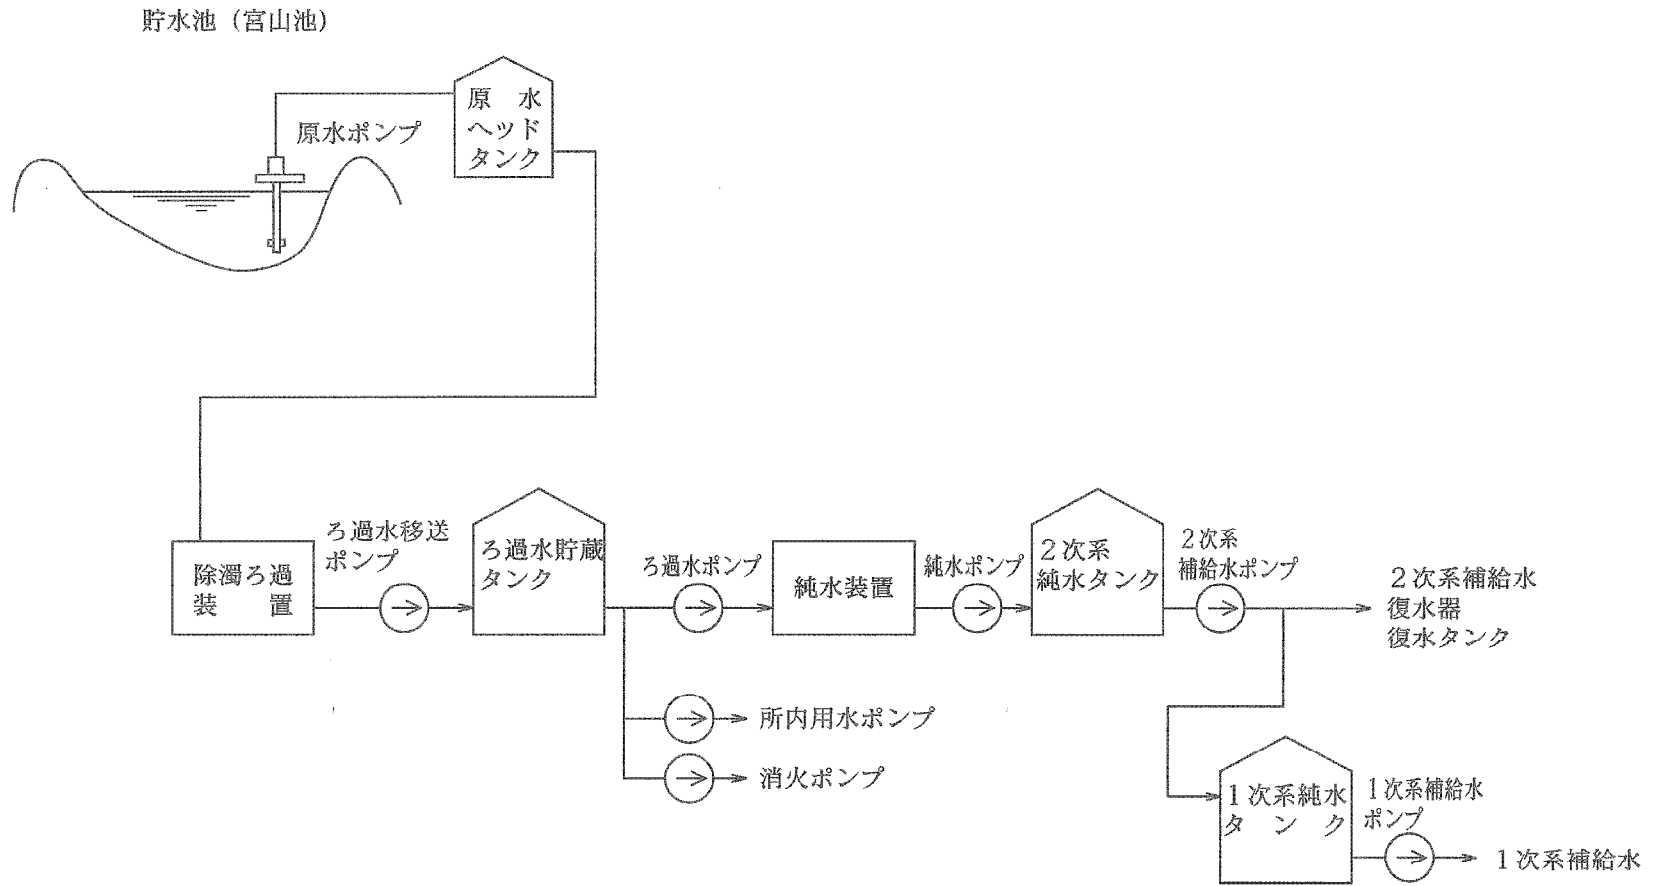 貯水池（宮山池）
原水ポンプ
原　水
ヘッド
タンク
除濁ろ過
装　　置
ろ過水移送
ポンプ
ろ過水貯蔵
タンク
ろ過水ポンプ
純水装置
純水ポンプ
２次系
純水タンク
２次系
補給水ポンプ
２次系補給水
復水器
復水タンク
所内用水ポンプ
消火ポンプ
１次系純水
タ　ン　ク
１次系補給水
ポンプ
１次系補給水